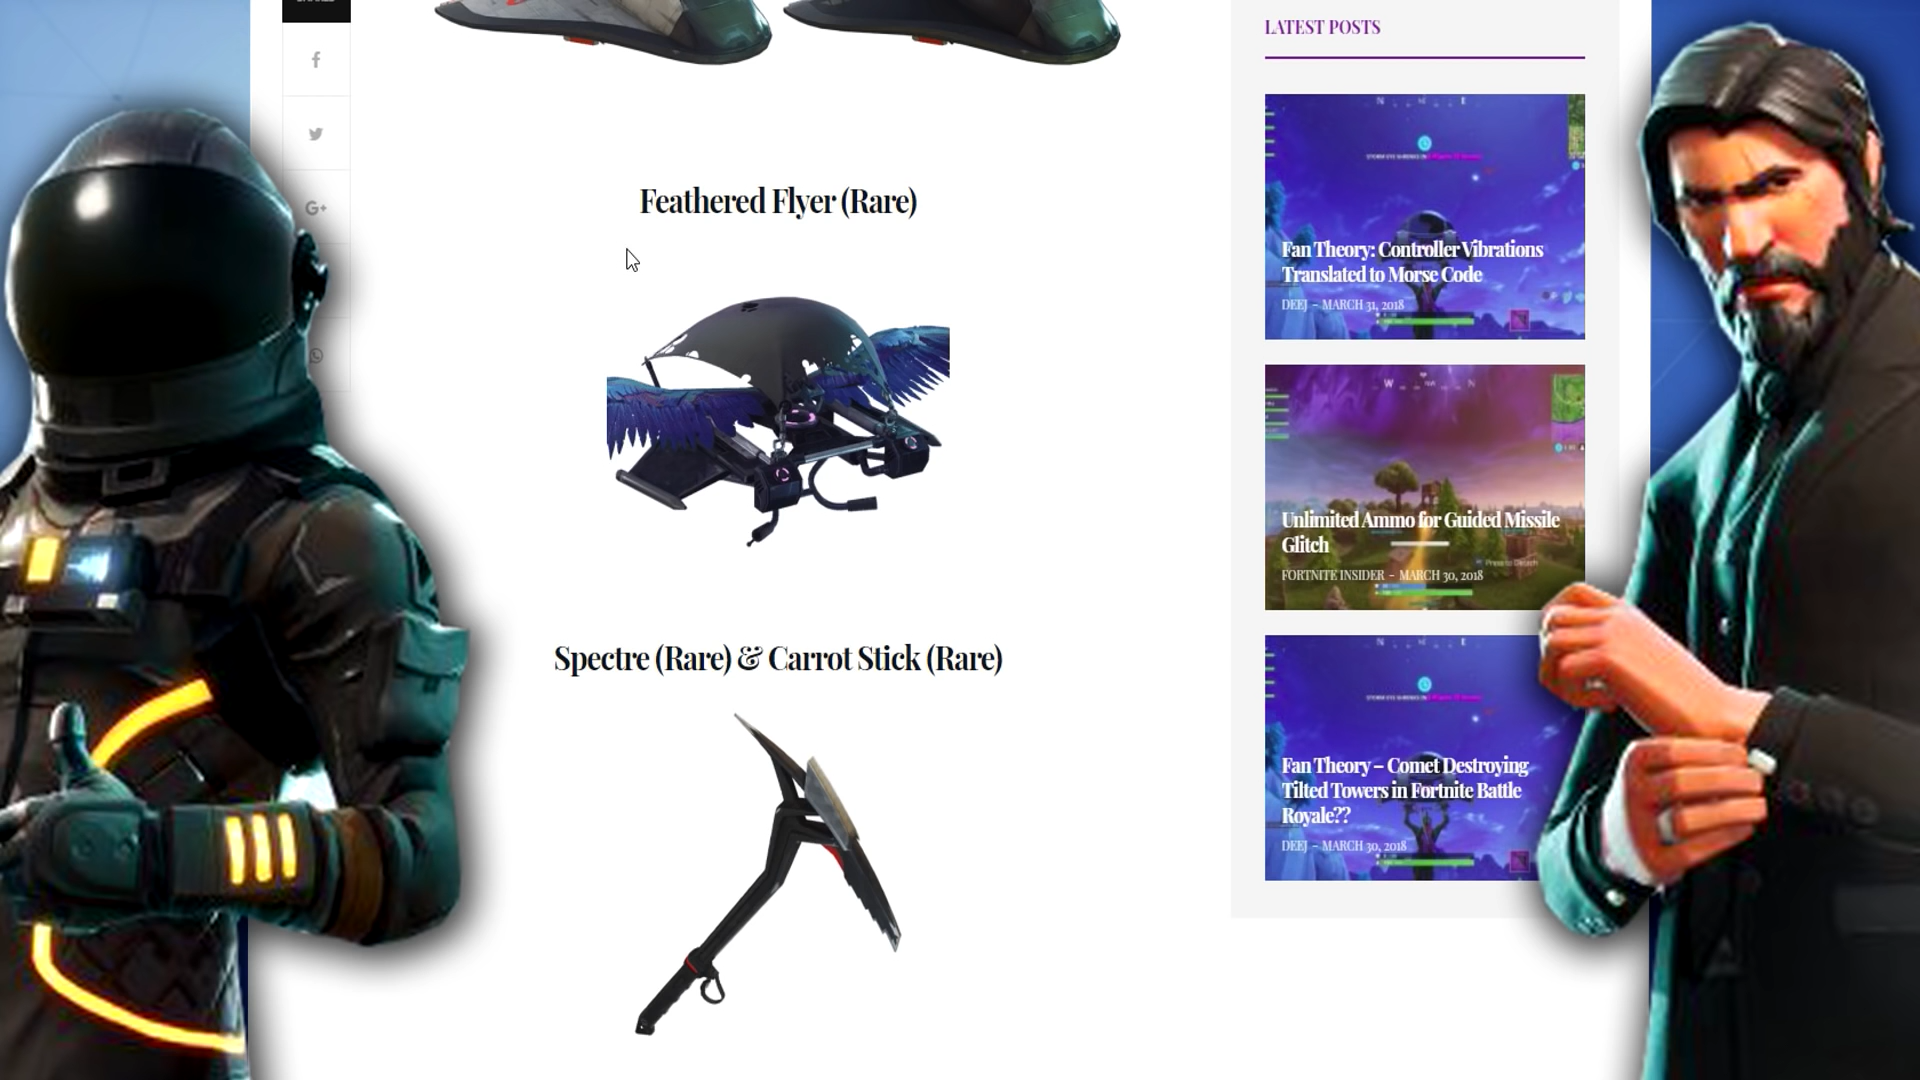 Feathered Flyer (Rare)
Spectre (Rare) & Carrot Stick (Rare)
LATEST POSTS
Fan Theory: Controller Vibrations
Translated to Morse Code
DEEJ - MARCH 31, 2018
Unlimited Ammo for Guided Missile
Glitch
FORTNITE INSIDER - MARCH 30, 2018
Fan Theory – Comet Destroying
Tilted Towers in Fortnite Battle
Royale??
DEEJ - MARCH 30, 2018